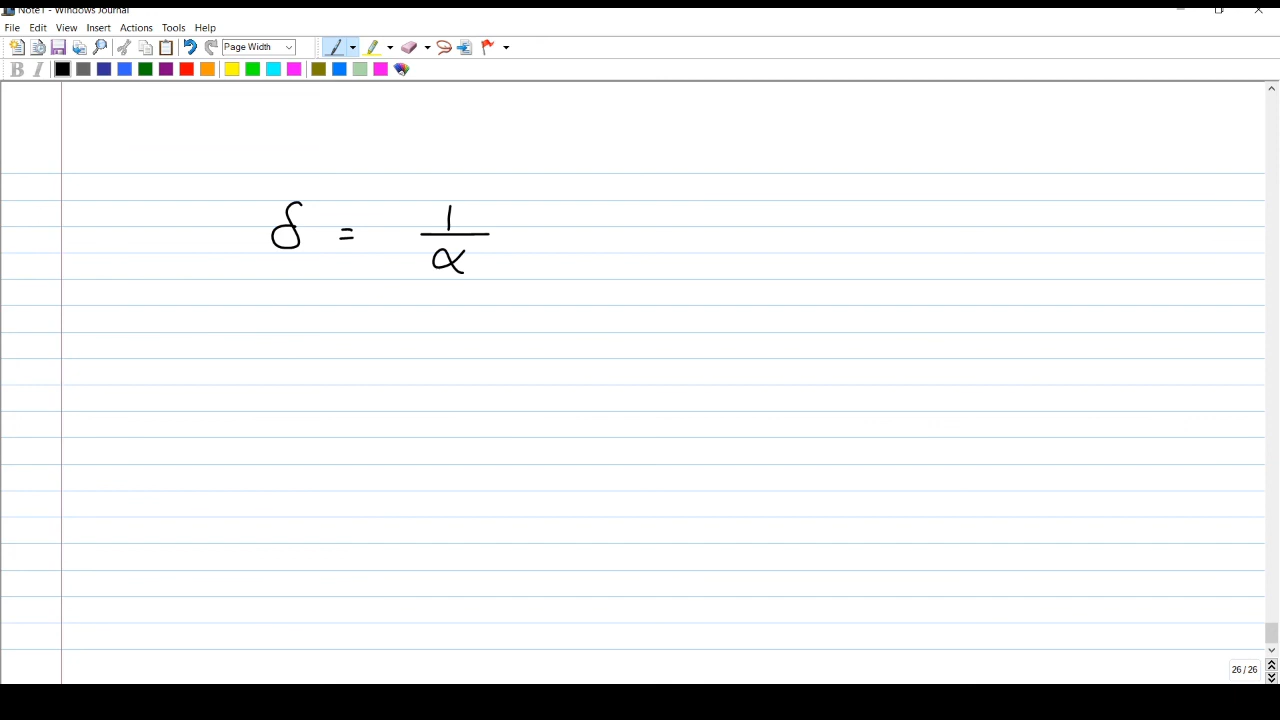 Note1 - Windows Journal
File Edit View Insert Actions Tools Help
Page Width
B I
δ = 1/α
26 / 26